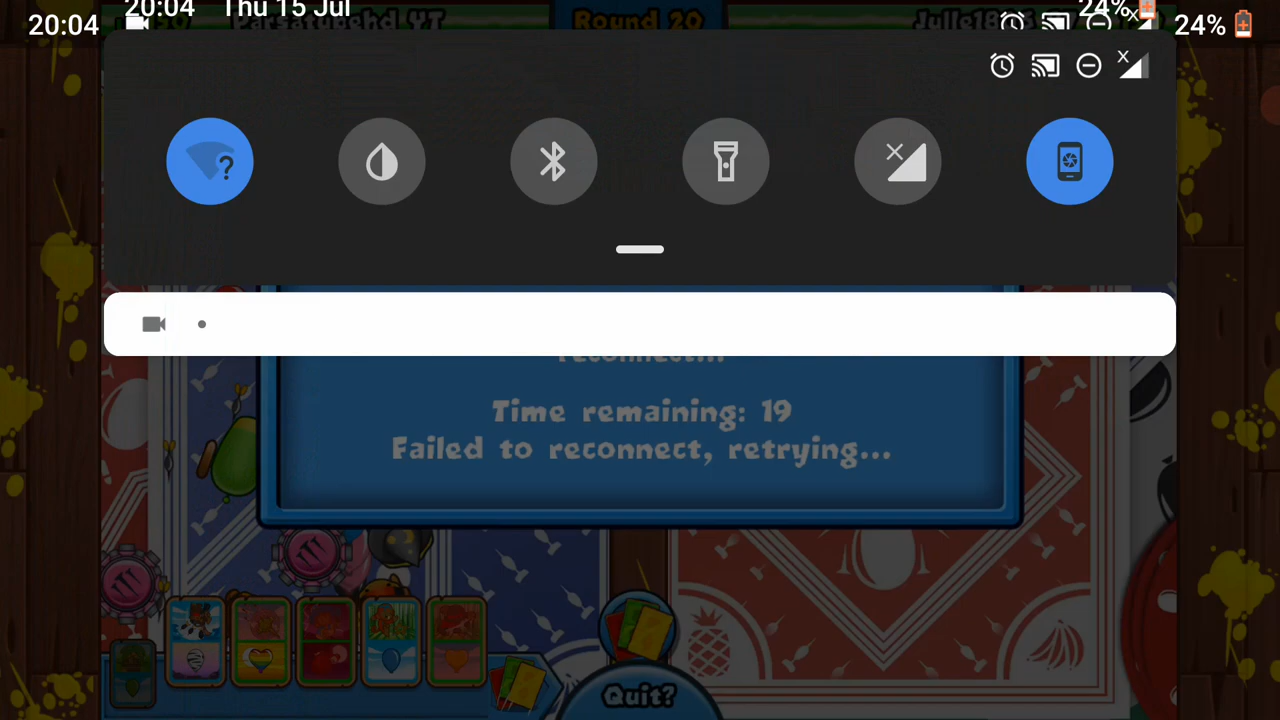 20:04 Thu 15 Jul
20:04
Round 20
24%
24%
reconnect...
Time remaining: 19
Failed to reconnect, retrying...
Quit?